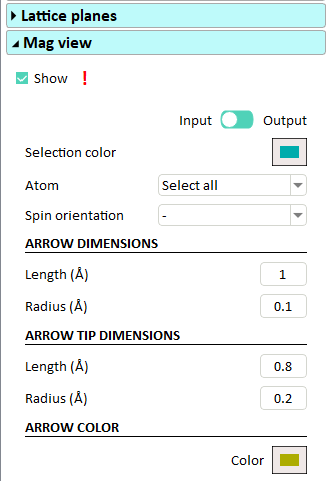 Lattice planes
Mag view
Show !
Input Output
Selection color
Atom Select all
Spin orientation -
ARROW DIMENSIONS
Length (Å) 1
Radius (Å) 0.1
ARROW TIP DIMENSIONS
Length (Å) 0.8
Radius (Å) 0.2
ARROW COLOR
Color